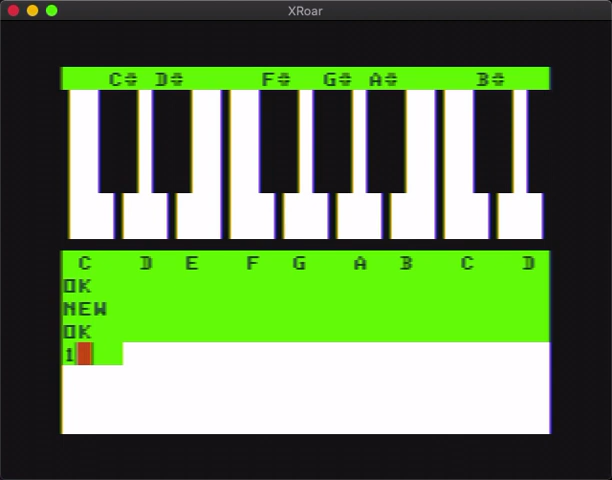 XRoar
C# D# F# G# A# B#
C D E F G A B C D
OK
NEW
OK
1